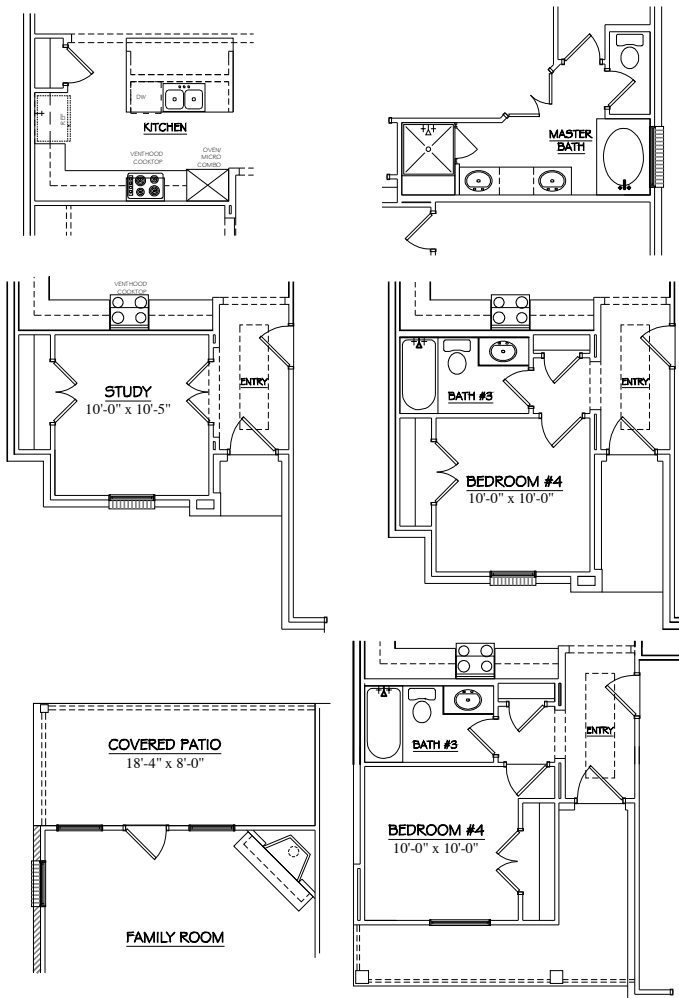 DW
REF
KITCHEN
VENTHOOD
COOKTOP
OVEN/
MICRO
COMBO
MASTER
BATH
VENTHOOD
COOKTOP
STUDY
10'-0" x 10'-5"
ENTRY
BATH #3
ENTRY
BEDROOM #4
10'-0" x 10'-0"
COVERED PATIO
18'-4" x 8'-0"
FAMILY ROOM
BATH #3
ENTRY
BEDROOM #4
10'-0" x 10'-0"